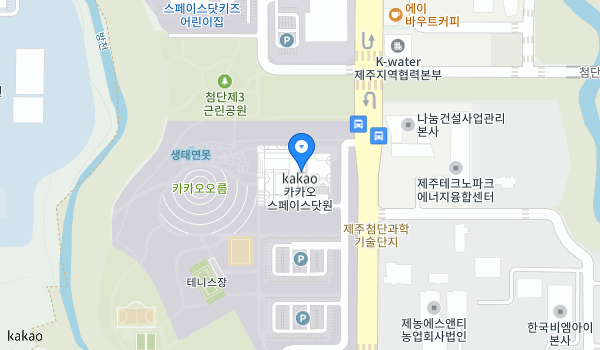 스페이스닷키즈
어린이집
에이
바우트커피
방천
K-water
제주지역협력본부
첨단
원
첨단제3
근린공원
P
나눔건설사업관리
본사
생태연못
kakao
카카오
스페이스닷원
카카오오름
제주테크노파크
에너지융합센터
제주첨단과학
기술단지
P
테니스장
P
제농에스앤티
농업회사법인
한국비엠아이
본사
kakao